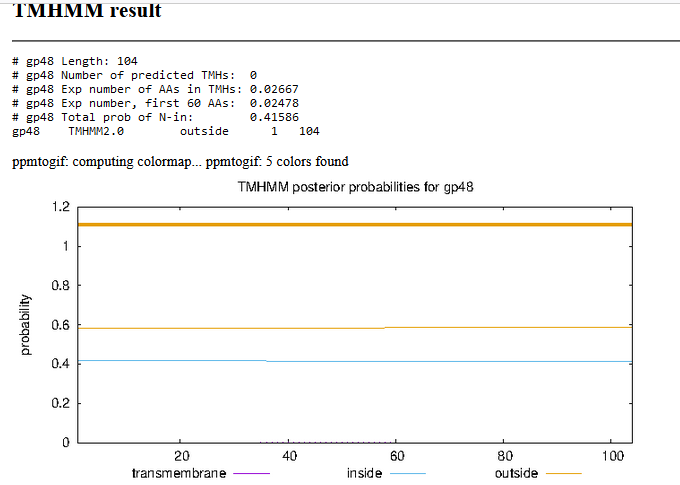 TMHMM result
# gp48 Length: 104
# gp48 Number of predicted TMHs:  0
# gp48 Exp number of AAs in TMHs: 0.02667
# gp48 Exp number, first 60 AAs:  0.02478
# gp48 Total prob of N-in:        0.41586
gp48    TMHMM2.0        outside      1   104
ppmtogif: computing colormap... ppmtogif: 5 colors found
TMHMM posterior probabilities for gp48
1.2
1
0.8
0.6
0.4
0.2
0
probability
20 40 60 80 100
transmembrane inside outside